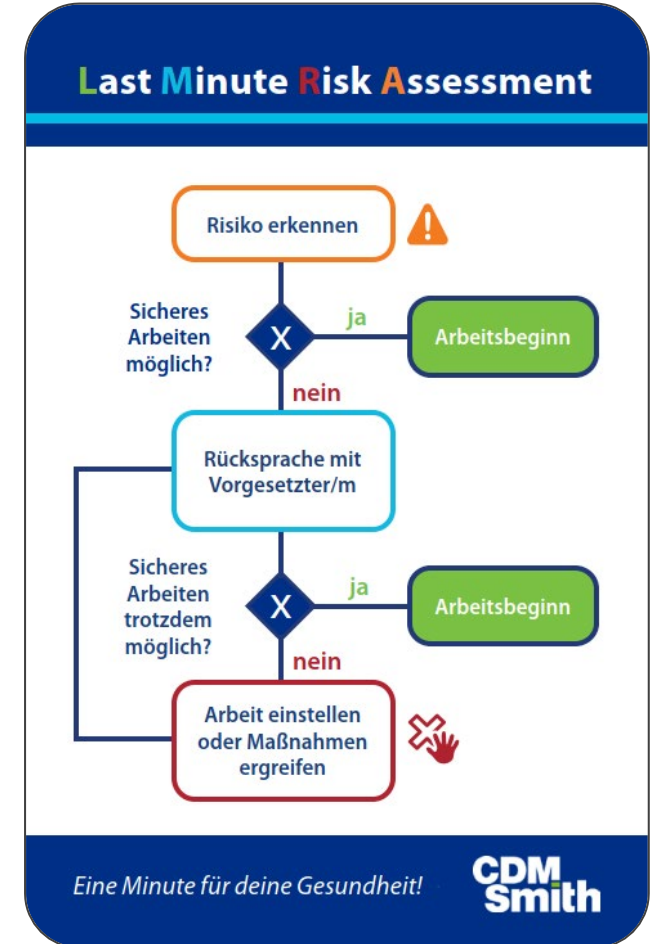 Last Minute Risk Assessment
Risiko erkennen
Sicheres
Arbeiten
möglich?
X
ja
Arbeitsbeginn
nein
Rücksprache mit
Vorgesetzter/m
Sicheres
Arbeiten
trotzdem
möglich?
X
ja
Arbeitsbeginn
nein
Arbeit einstellen
oder Maßnahmen
ergreifen
Eine Minute für deine Gesundheit!
CDM
Smith